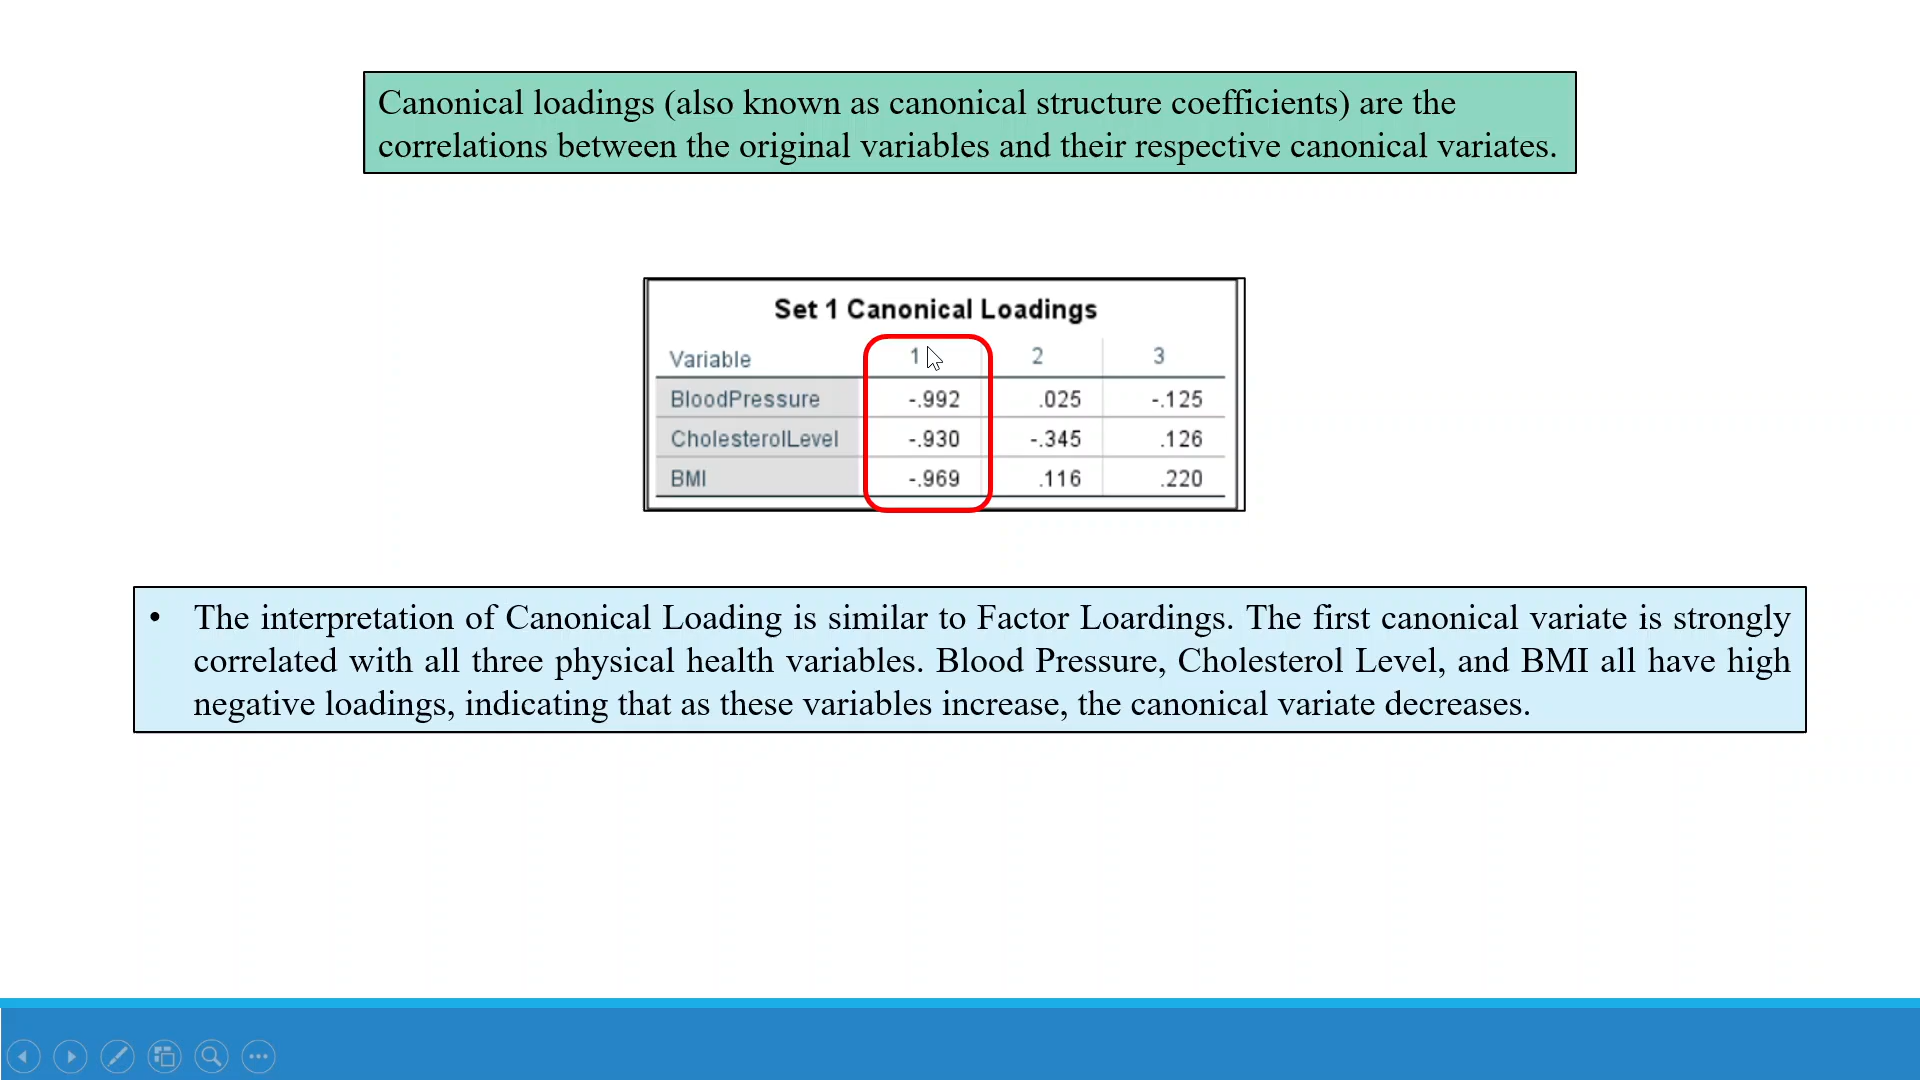 Canonical loadings (also known as canonical structure coefficients) are the
correlations between the original variables and their respective canonical variates.
Set 1 Canonical Loadings
Variable 1 2 3
BloodPressure -.992 .025 -.125
CholesterolLevel -.930 -.345 .126
BMI -.969 .116 .220
• The interpretation of Canonical Loading is similar to Factor Loardings. The first canonical variate is strongly
correlated with all three physical health variables. Blood Pressure, Cholesterol Level, and BMI all have high
negative loadings, indicating that as these variables increase, the canonical variate decreases.